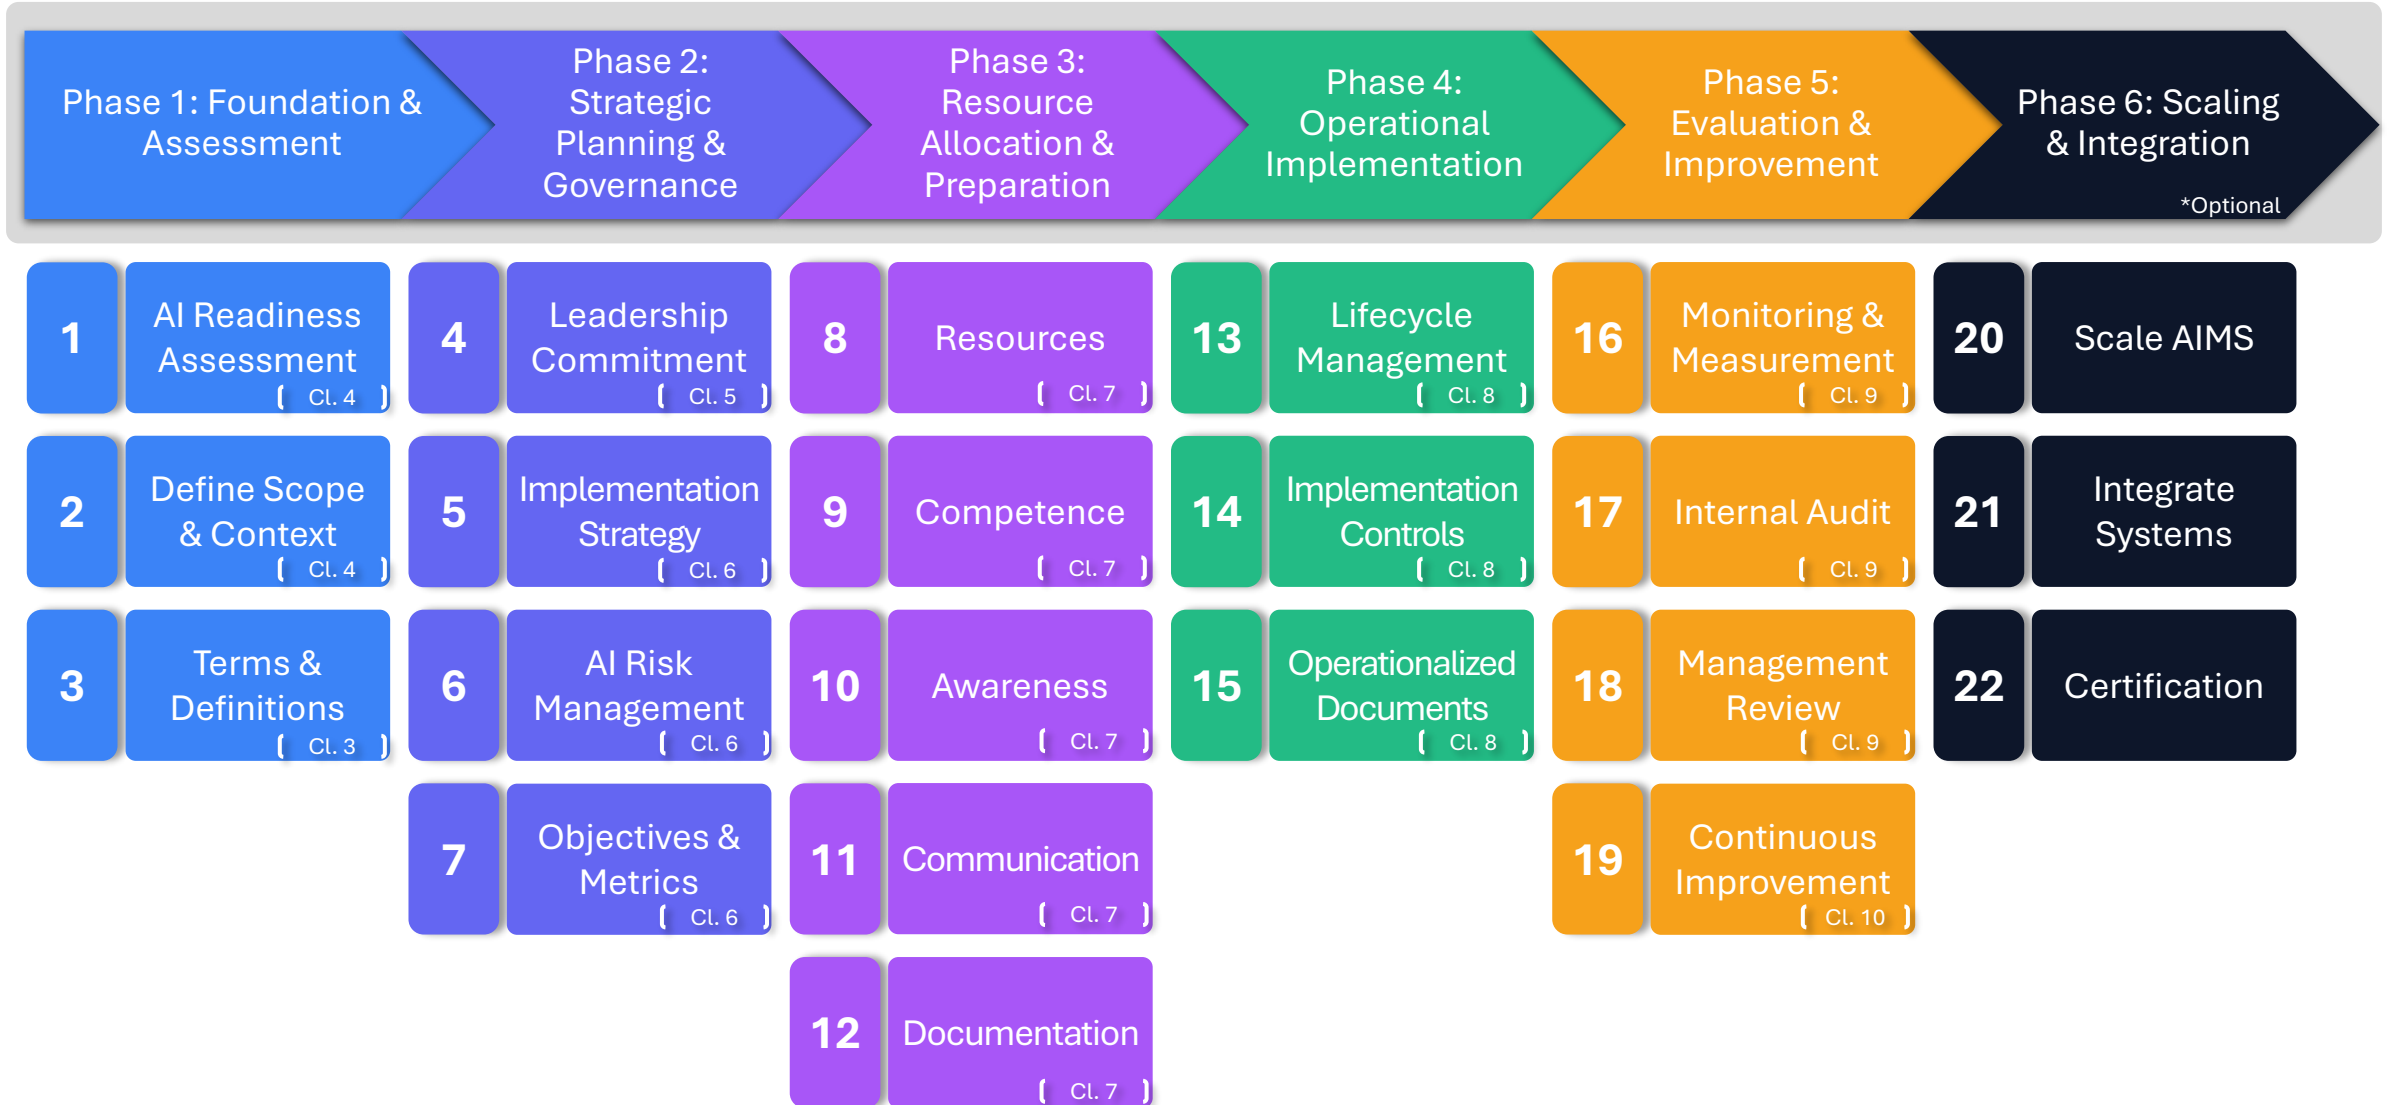 Phase 1: Foundation &
Assessment
Phase 2:
Strategic
Planning &
Governance
Phase 3:
Resource
Allocation &
Preparation
Phase 4:
Operational
Implementation
Phase 5:
Evaluation &
Improvement
Phase 6: Scaling
& Integration
*Optional
1
AI Readiness
Assessment
Cl. 4
2
Define Scope
& Context
Cl. 4
3
Terms &
Definitions
Cl. 3
4
Leadership
Commitment
Cl. 5
5
Implementation
Strategy
Cl. 6
6
AI Risk
Management
Cl. 6
7
Objectives &
Metrics
Cl. 6
8
Resources
Cl. 7
9
Competence
Cl. 7
10
Awareness
Cl. 7
11
Communication
Cl. 7
12
Documentation
Cl. 7
13
Lifecycle
Management
Cl. 8
14
Implementation
Controls
Cl. 8
15
Operationalized
Documents
Cl. 8
16
Monitoring &
Measurement
Cl. 9
17
Internal Audit
Cl. 9
18
Management
Review
Cl. 9
19
Continuous
Improvement
Cl. 10
20
Scale AIMS
21
Integrate
Systems
22
Certification